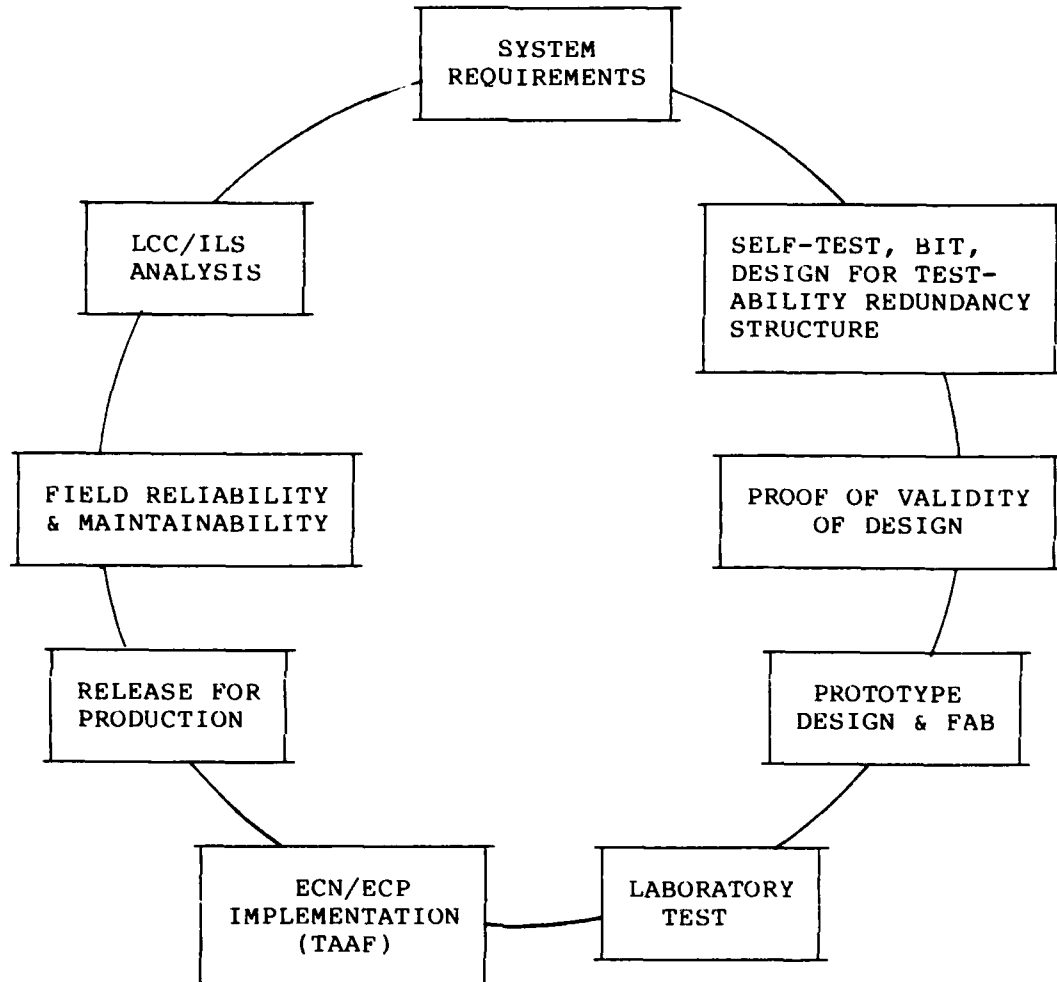 SYSTEM
REQUIREMENTS
SELF-TEST, BIT,
DESIGN FOR TEST-
ABILITY REDUNDANCY
STRUCTURE
PROOF OF VALIDITY
OF DESIGN
PROTOTYPE
DESIGN & FAB
LABORATORY
TEST
ECN/ECP
IMPLEMENTATION
(TAAF)
RELEASE FOR
PRODUCTION
FIELD RELIABILITY
& MAINTAINABILITY
LCC/ILS
ANALYSIS